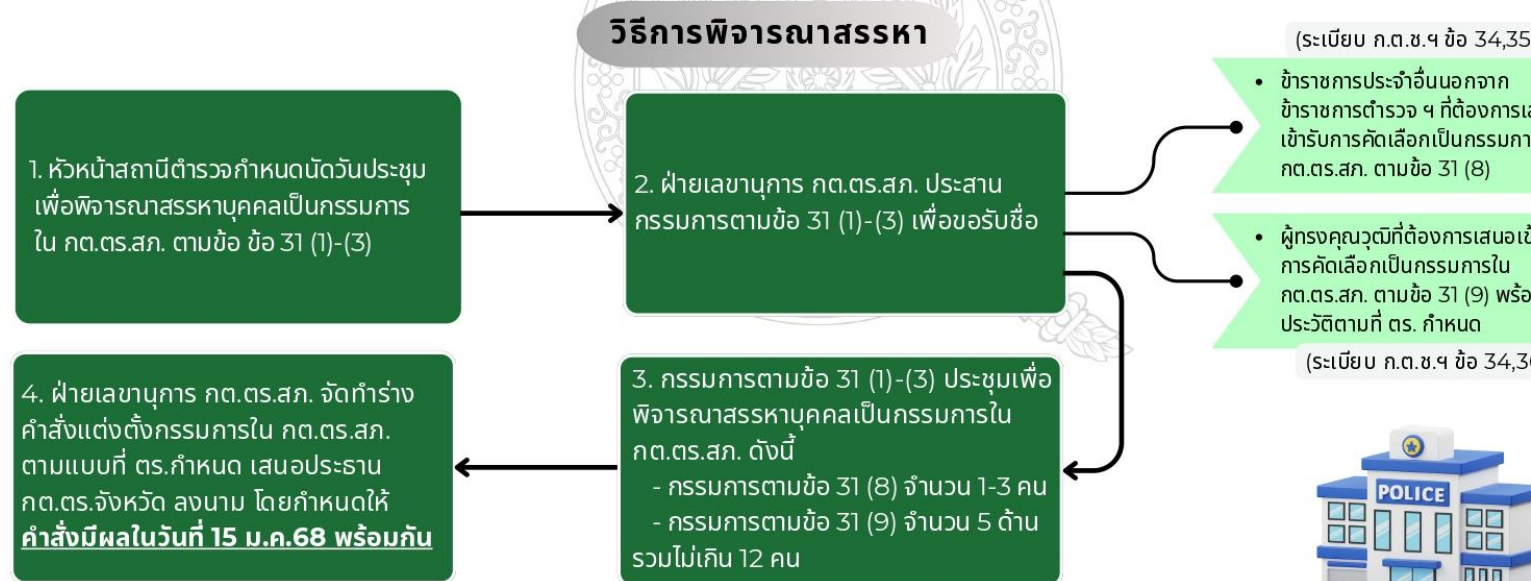 วิธีการพิจารณาสรรหา
1. หัวหน้าสถานีตำรวจกำหนดนัดวันประชุม
เพื่อพิจารณาสรรหาบุคคลเป็นกรรมการ
ใน กต.ตร.สภ. ตามข้อ ข้อ 31 (1)-(3)
2. ฝ่ายเลขานุการ กต.ตร.สภ. ประสาน
กรรมการตามข้อ 31 (1)-(3) เพื่อขอรับชื่อ
(ระเบียบ ก.ต.ช.ฯ ข้อ 34,35
• ข้าราชการประจำอื่นนอกจาก
ข้าราชการตำรวจ ฯ ที่ต้องการ
เข้ารับการคัดเลือกเป็น
กต.ตร.สภ. ตามข้อ 31 (8)
• ผู้ทรงคุณวุฒิที่ต้องการ
การคัดเลือกเป็นกรรมการใน
กต.ตร.สภ. ตามข้อ 31 (9)
ประวัติตามที่ ตร. กำหนด
(ระเบียบ ก.ต.ช.ฯ ข้อ 34,
3. กรรมการตามข้อ 31 (1)-(3) ประชุมเพื่อ
พิจารณาสรรหาบุคคลเป็นกรรมการใน
กต.ตร.สภ. ดังนี้
- กรรมการตามข้อ 31 (8) จำนวน 1-3 คน
- กรรมการตามข้อ 31 (9) จำนวน 5 ด้าน
รวมไม่เกิน 12 คน
4. ฝ่ายเลขานุการ กต.ตร.สภ. จัดทำร่าง
คำสั่งแต่งตั้งกรรมการใน กต.ตร.สภ.
ตามแบบที่ ตร.กำหนด เสนอประธาน
กต.ตร.จังหวัด ลงนาม โดยกำหนดให้
คำสั่งมีผลในวันที่ 15 ม.ค.68 พร้อมกัน
POLICE